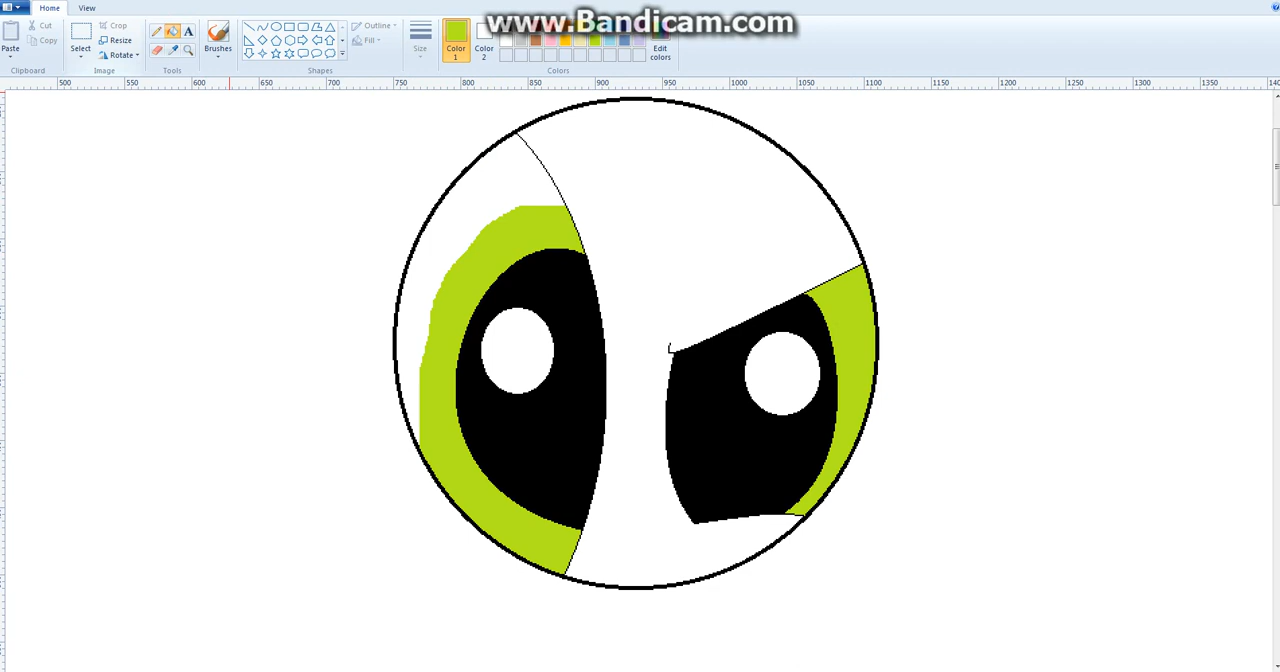 www.Bandicam.com
Home
View
Paste
Cut
Copy
Clipboard
Select
Crop
Resize
Rotate
Image
A
Tools
Brushes
Shapes
Outline
Fill
Size
Color
1
Color
2
Edit
colors
Colors
500
550
600
650
700
750
800
850
900
950
1000
1050
1100
1150
1200
1250
1300
1350